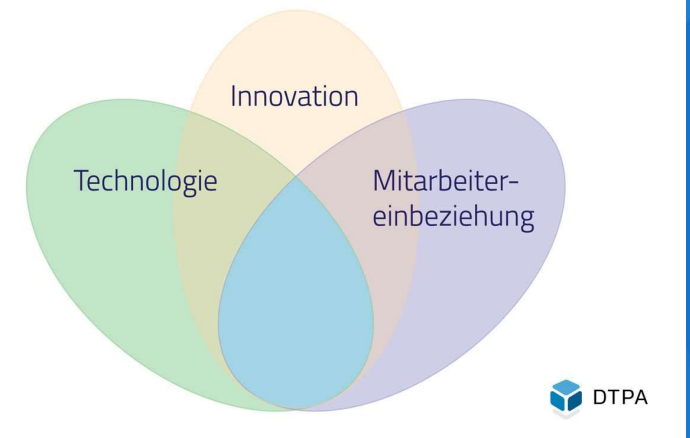 Innovation
Technologie
Mitarbeiter-
einbeziehung
DTPA